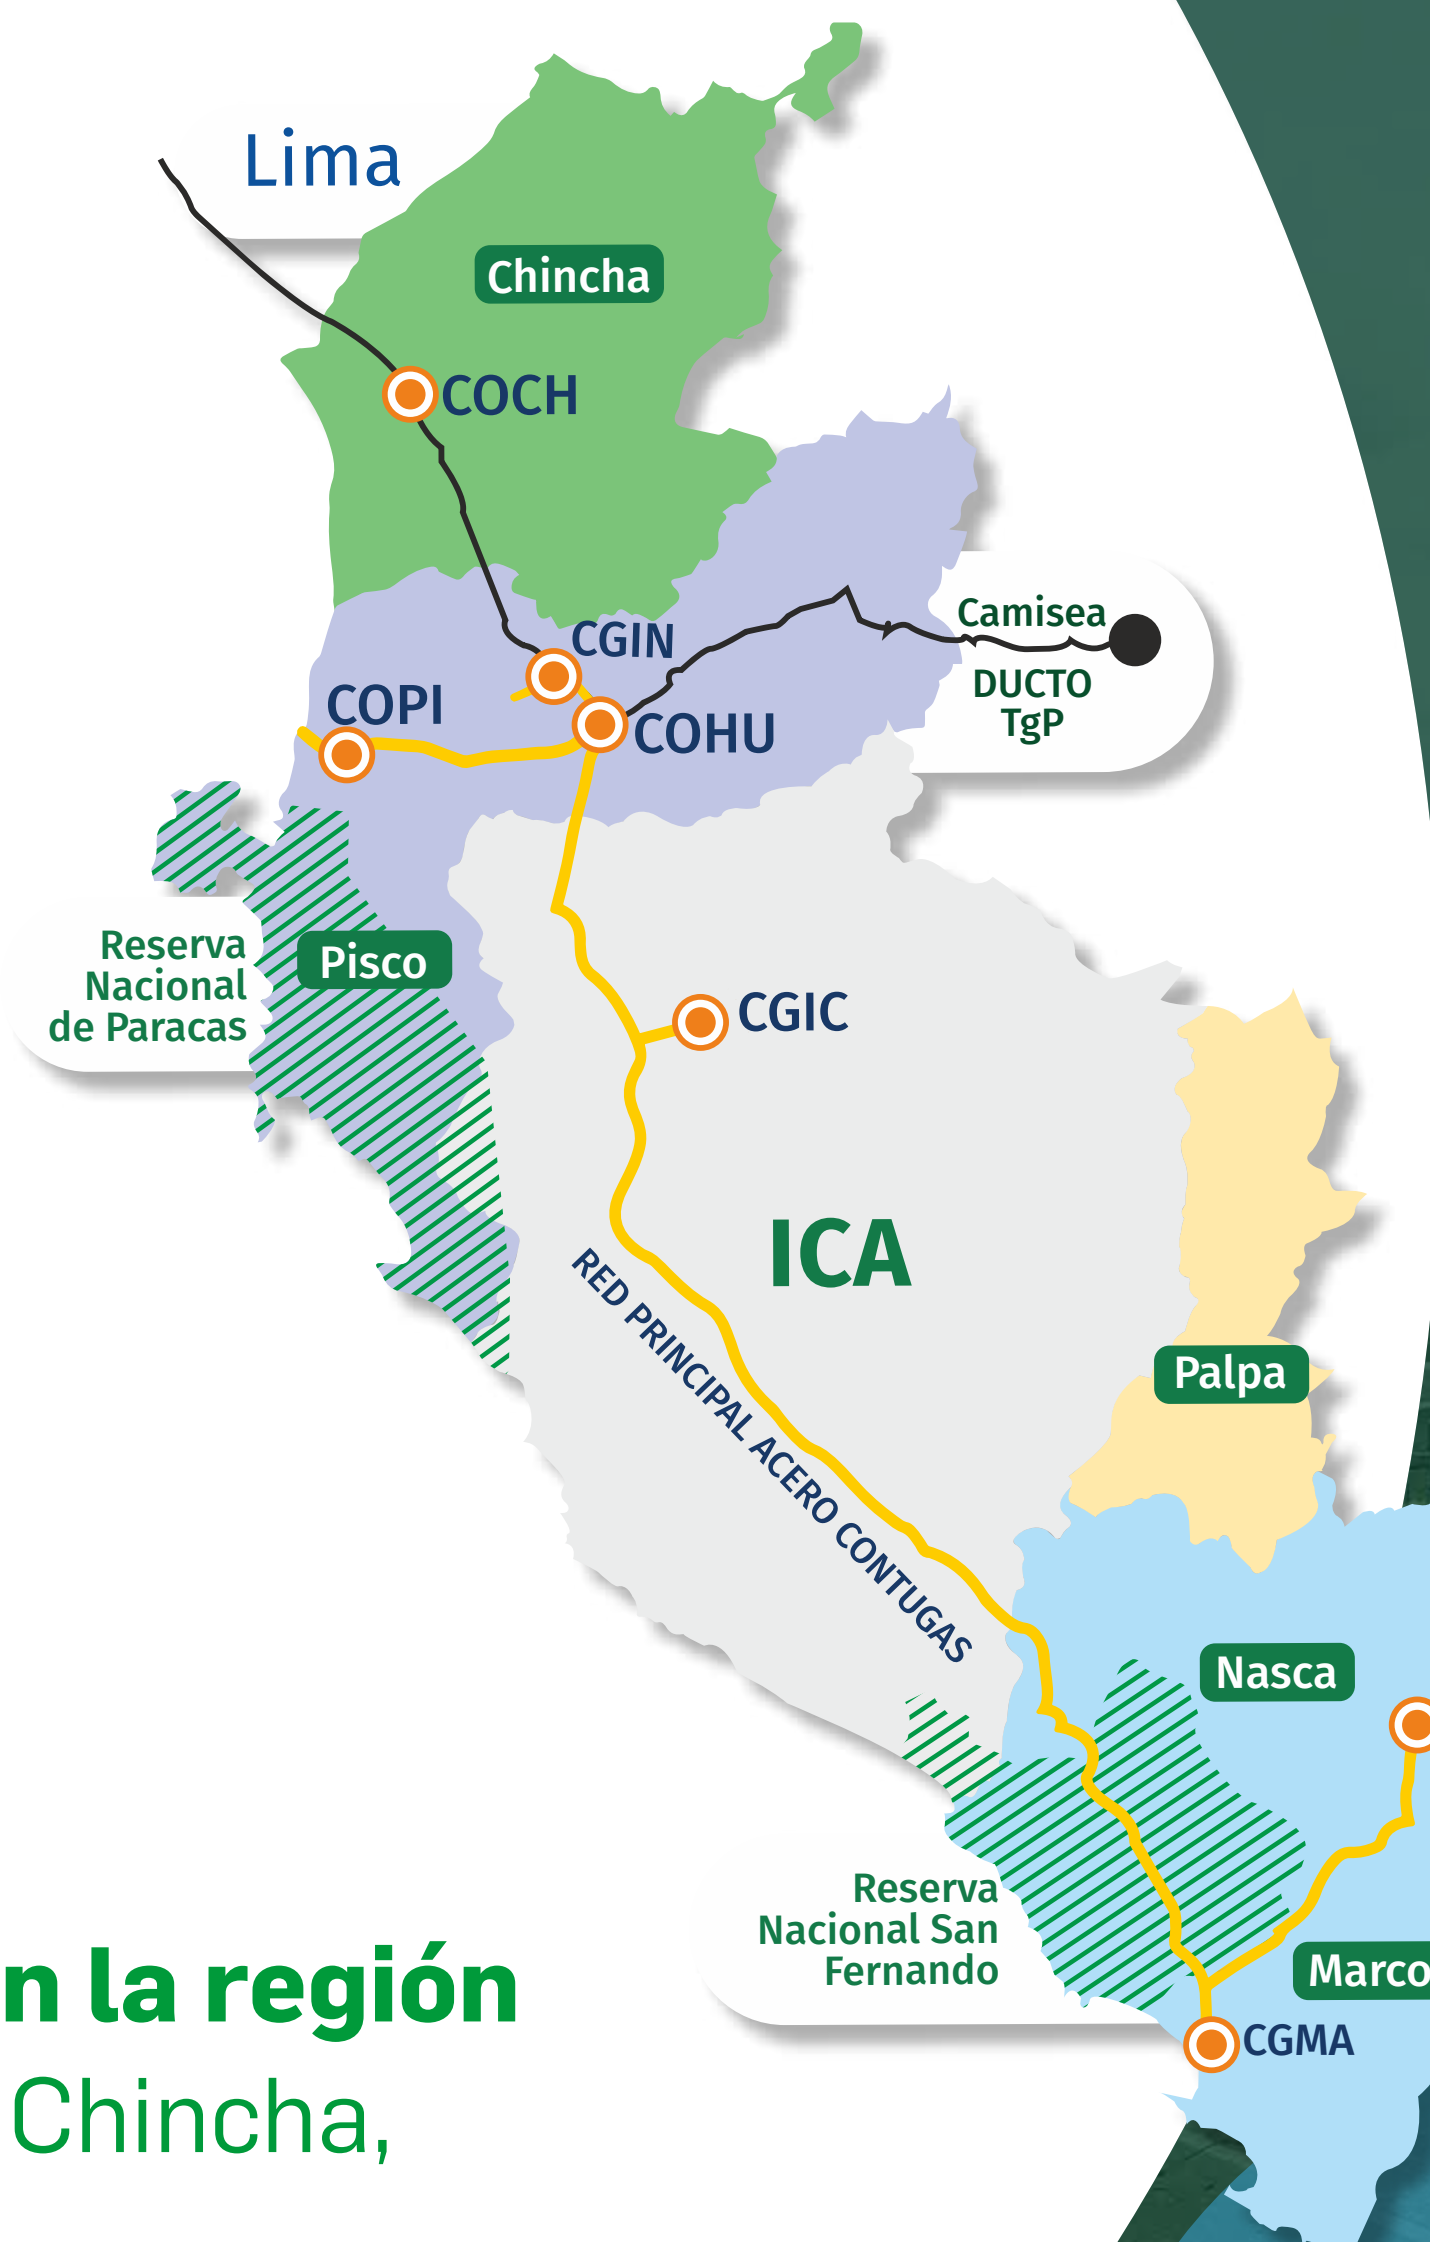 Lima
Chincha
COCH
Camisea
CGIN
DUCTO
TgP
COPI
COHU
Reserva
Nacional
de Paracas
Pisco
CGIC
ICA
RED PRINCIPAL ACERO CONTUGAS
Palpa
Nasca
Reserva
Nacional San
Fernando
Marco
CGMA
n la región
Chincha,